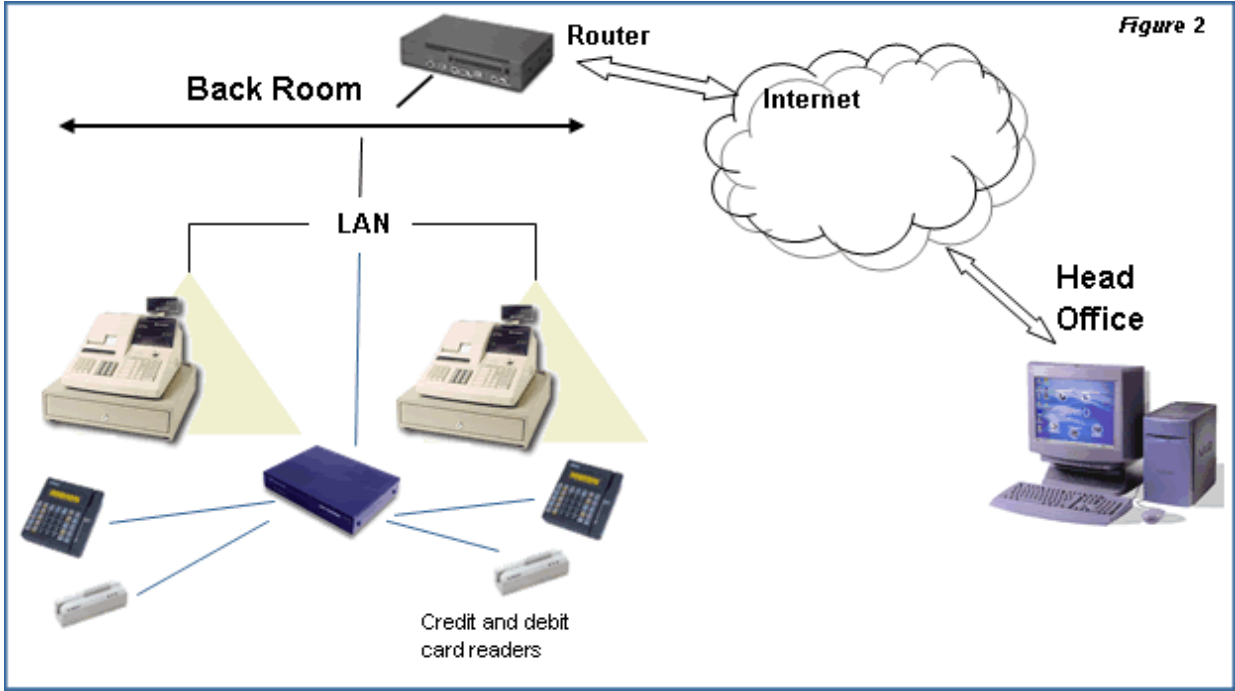 Figure 2
Router
Back Room
Internet
LAN
Head
Office
Credit and debit
card readers